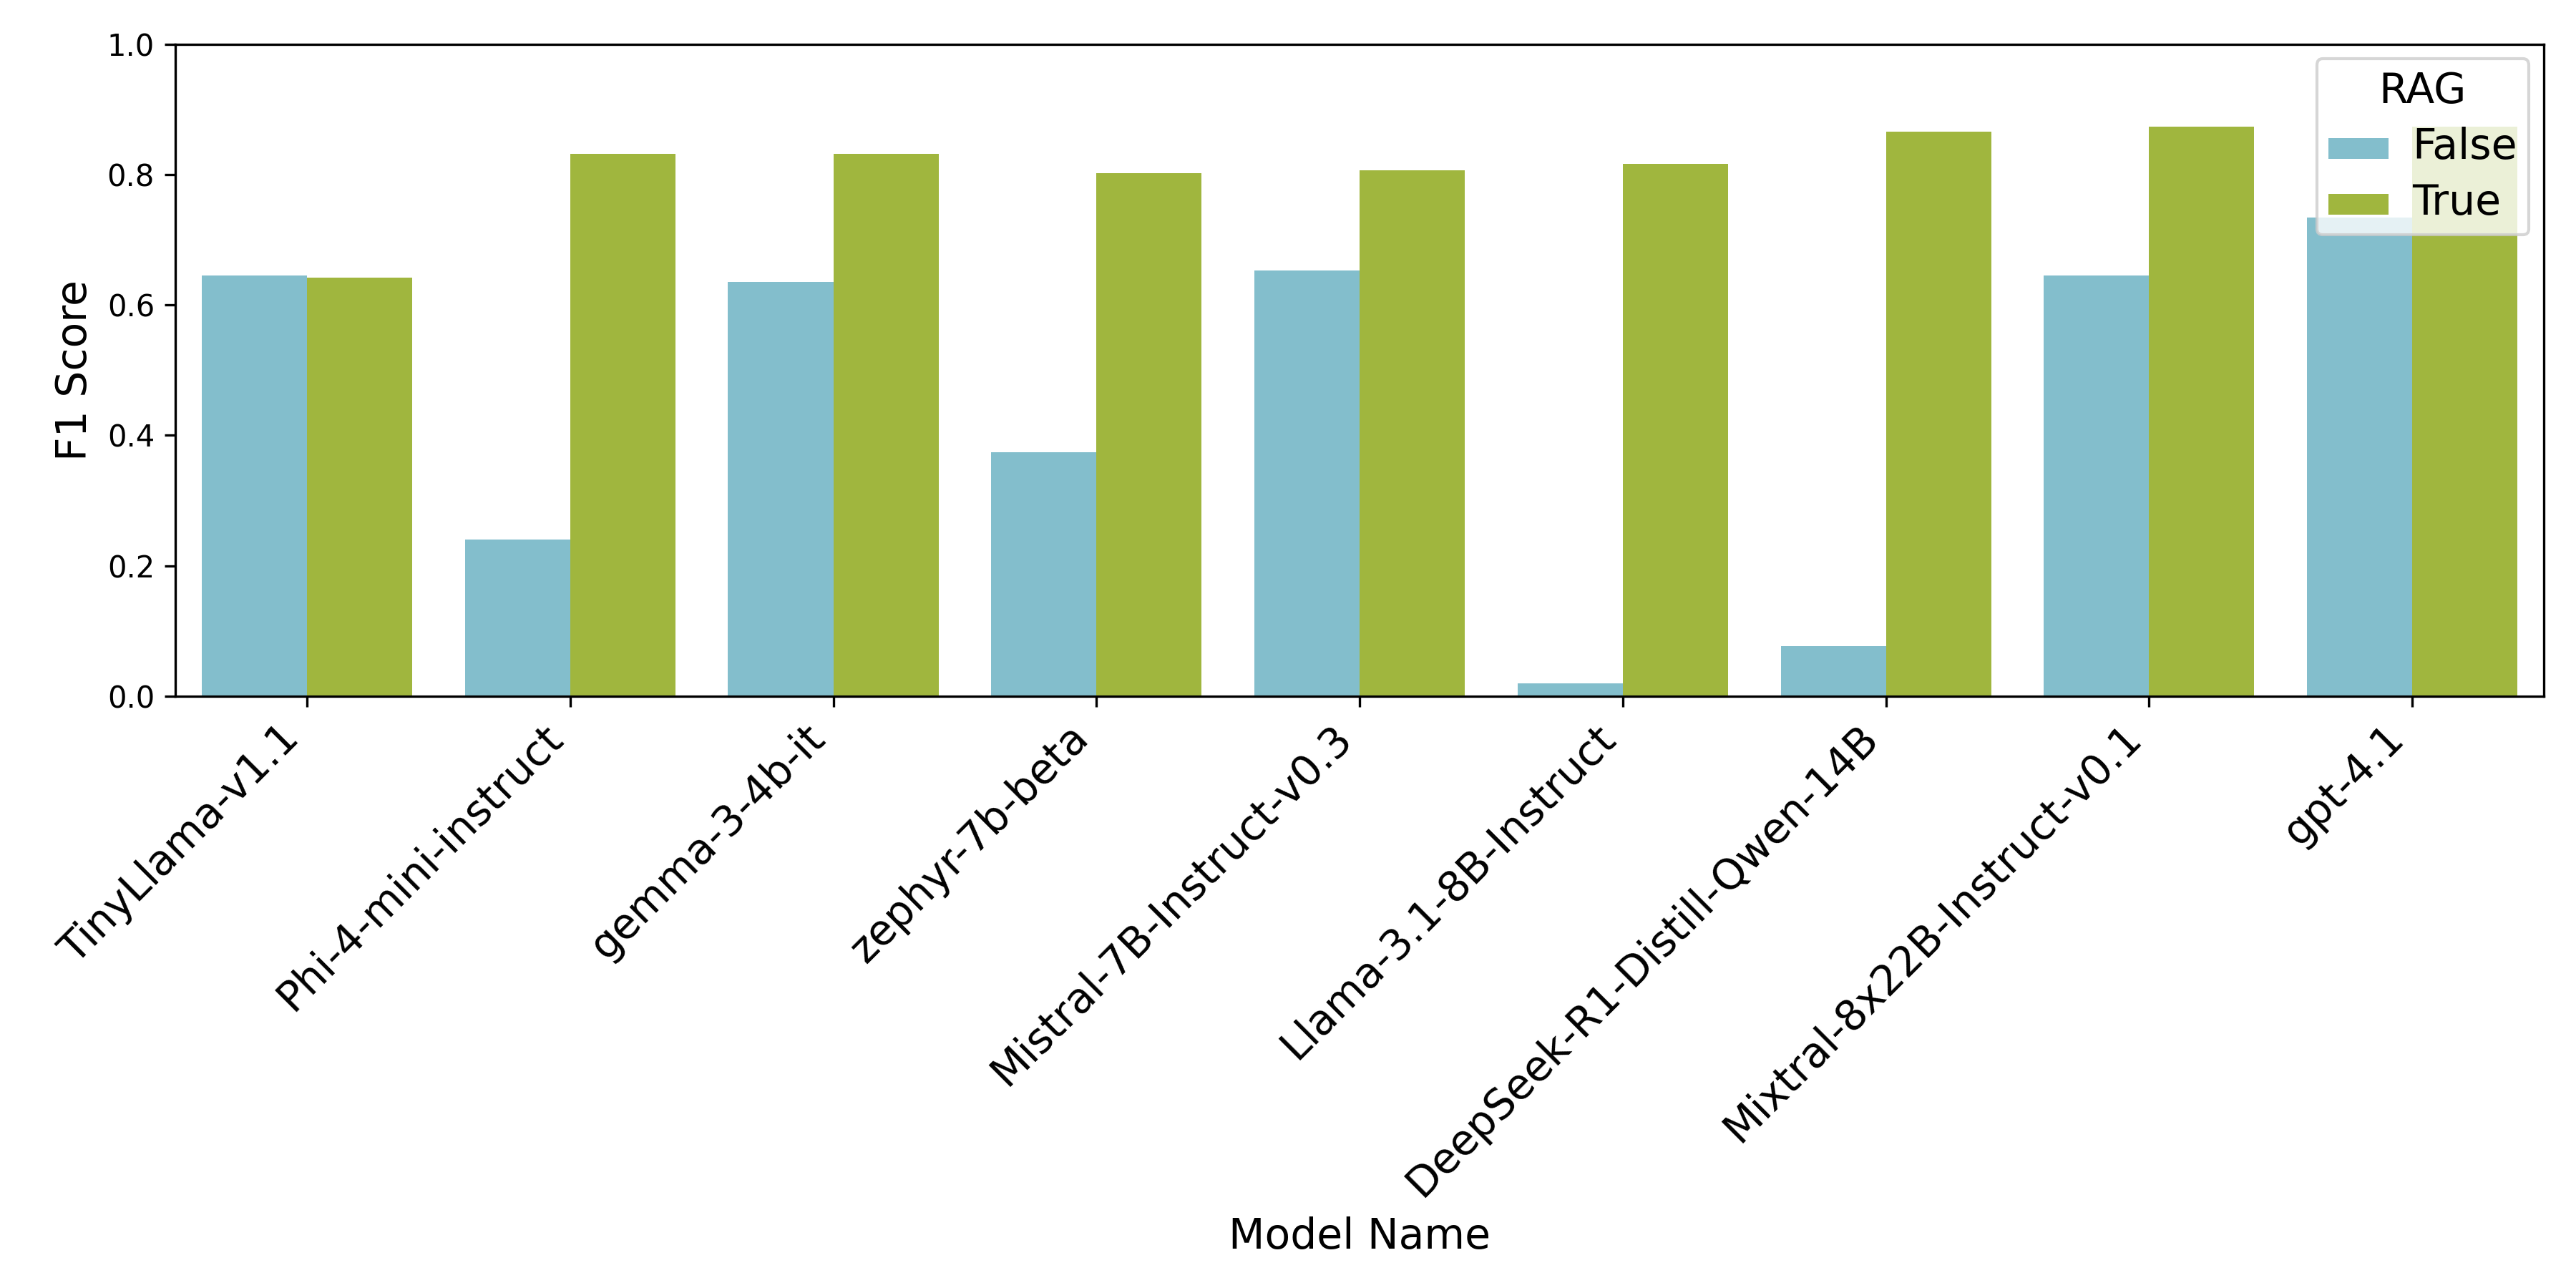 1.0
0.8
0.6
0.4
0.2
0.0
F1 Score
RAG
False
True
TinyLlama-v1.1
Phi-4-mini-instruct
gemma-3-4b-it
zephyr-7b-beta
Mistral-7B-Instruct-v0.3
Llama-3.1-8B-Instruct
DeepSeek-R1-Distill-Qwen-14B
Mixtral-8x22B-Instruct-v0.1
gpt-4.1
Model Name